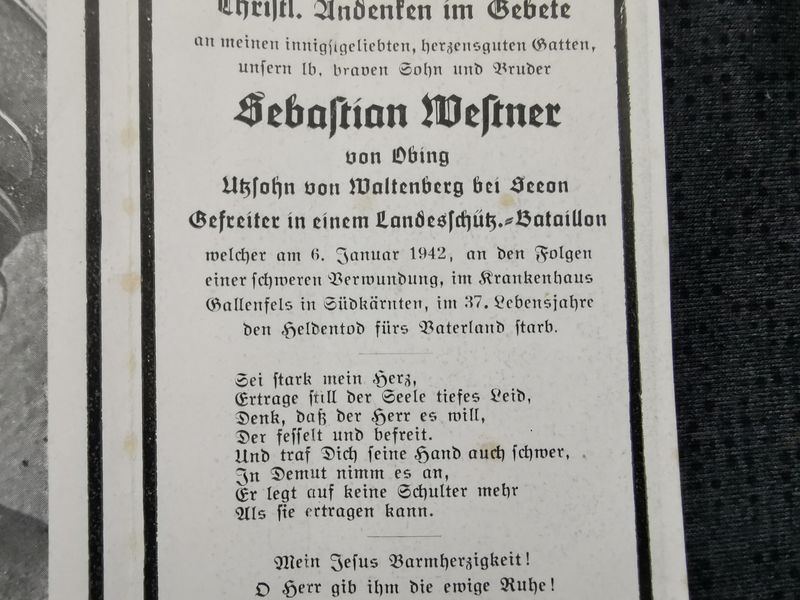 Christl. Andenken im Gebete
an meinen innigstgeliebten, herzensguten Gatten,
unsern lb. braven Sohn und Bruder
Sebastian Westner
von Obing
Utzsohn von Waltenberg bei Seeon
Gefreiter in einem Landesschütz.-Bataillon
welcher am 6. Januar 1942, an den Folgen
einer schweren Verwundung, im Krankenhaus
Gallenfels in Südkärnten, im 37. Lebensjahre
den Heldentod fürs Vaterland starb.
Sei stark mein Herz,
Ertrage still der Seele tiefes Leid,
Denk, daß der Herr es will,
Der fesselt und befreit.
Und traf Dich seine Hand auch schwer,
In Demut nimm es an,
Er legt auf keine Schulter mehr
Als sie ertragen kann.
Mein Jesus Barmherzigkeit!
O Herr gib ihm die ewige Ruhe!